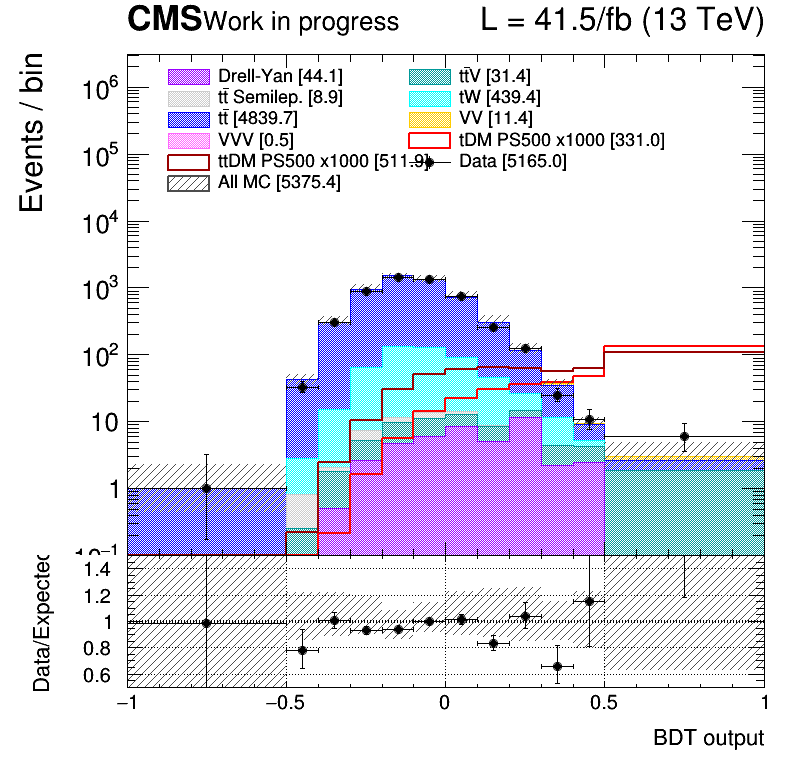 CMS Work in progress L = 41.5/fb (13 TeV)
Events / bin
Drell-Yan [44.1] tt̄V [31.4]
tt̄ Semilep. [8.9] tW [439.4]
tt̄ [4839.7] VV [11.4]
VVV [0.5] tDM PS500 x1000 [331.0]
ttDM PS500 x1000 [511.9] Data [5165.0]
All MC [5375.4]
10⁶
10⁵
10⁴
10³
10²
10
1
10⁻¹
Data/Expected
1.4
1.2
1
0.8
0.6
−1 −0.5 0 0.5 1
BDT output